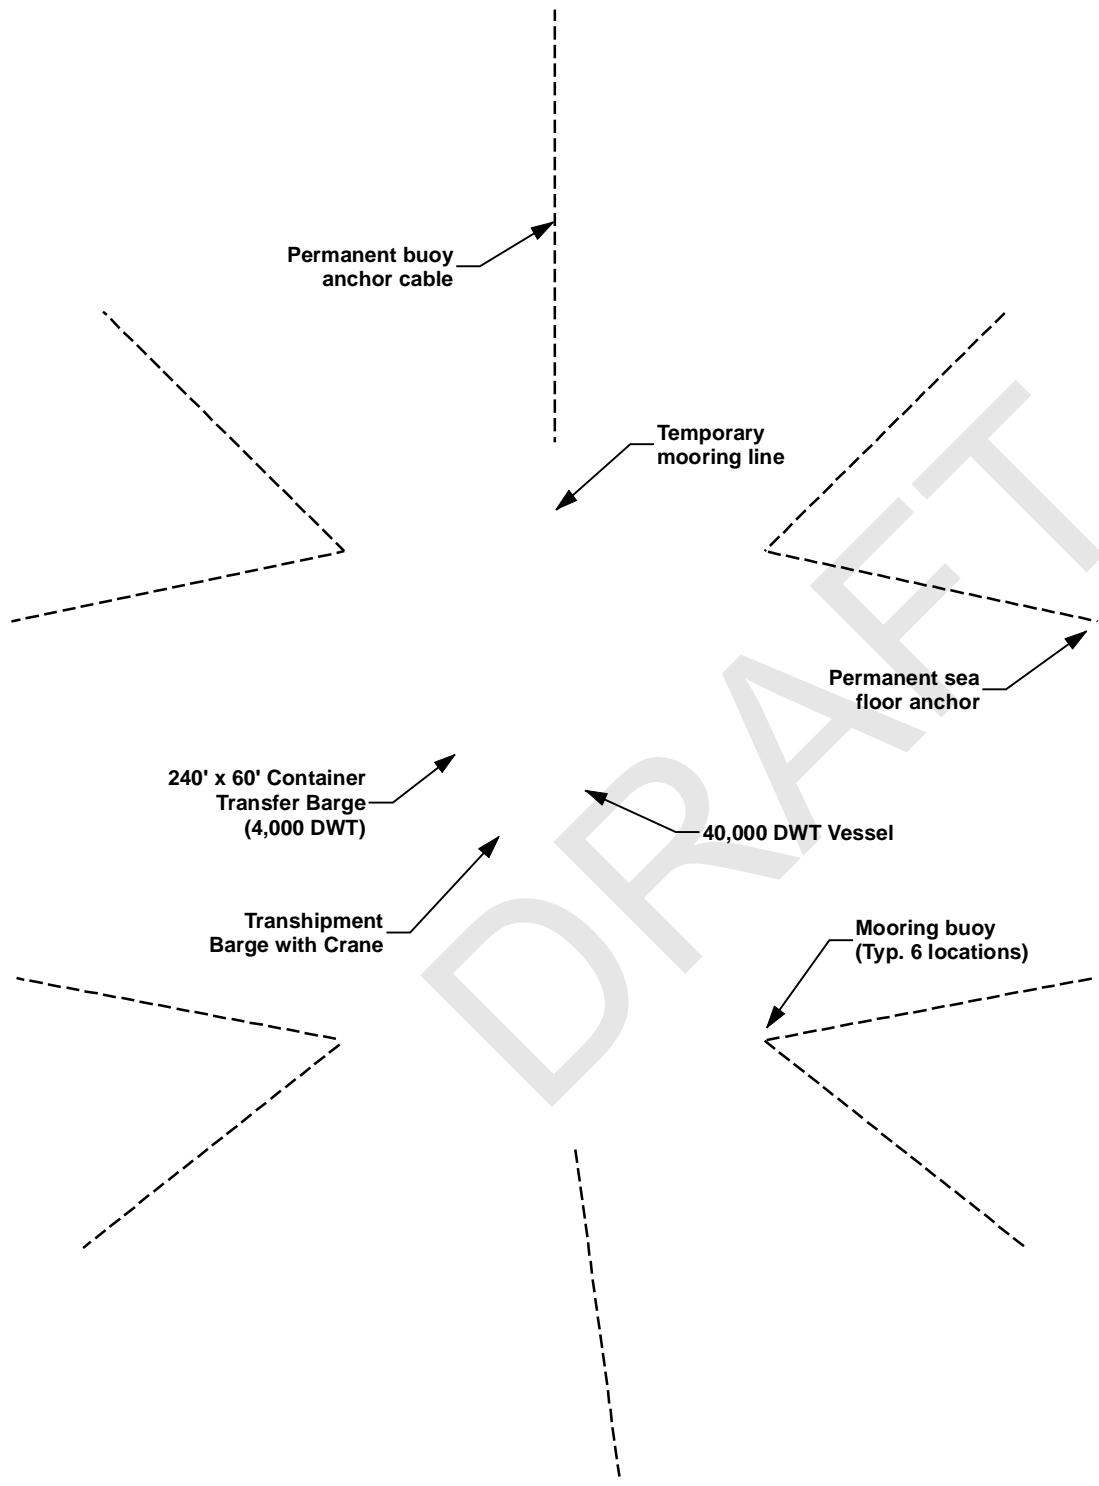 Permanent buoy
anchor cable
Temporary
mooring line
Permanent sea
floor anchor
240' x 60' Container
Transfer Barge
(4,000 DWT)
40,000 DWT Vessel
Transhipment
Barge with Crane
Mooring buoy
(Typ. 6 locations)
DRAFT